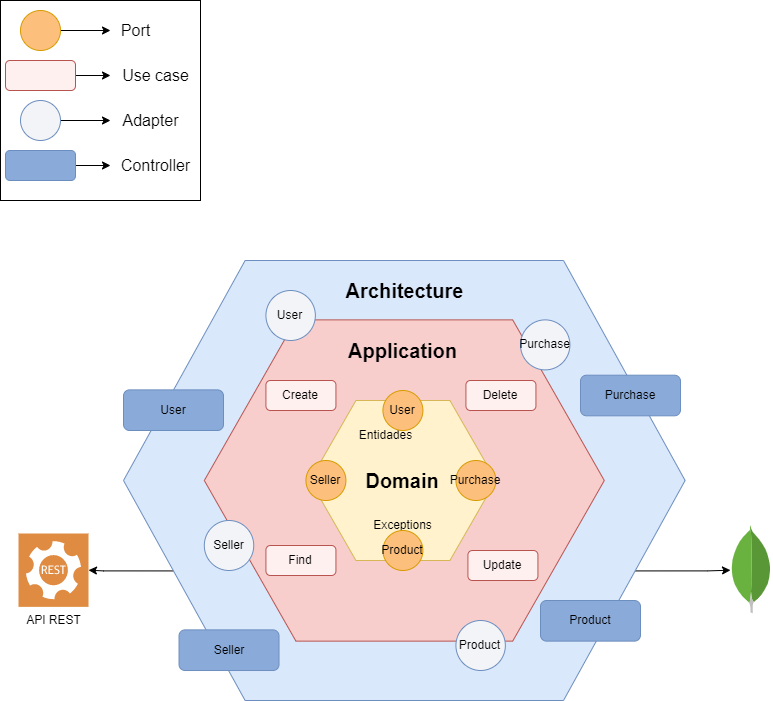 Port
Use case
Adapter
Controller
Architecture
User
Purchase
Application
Create
Delete
Purchase
User
User
Entidades
Seller
Domain
Purchase
Exceptions
Product
Seller
Find
Update
REST
API REST
Product
Seller
Product